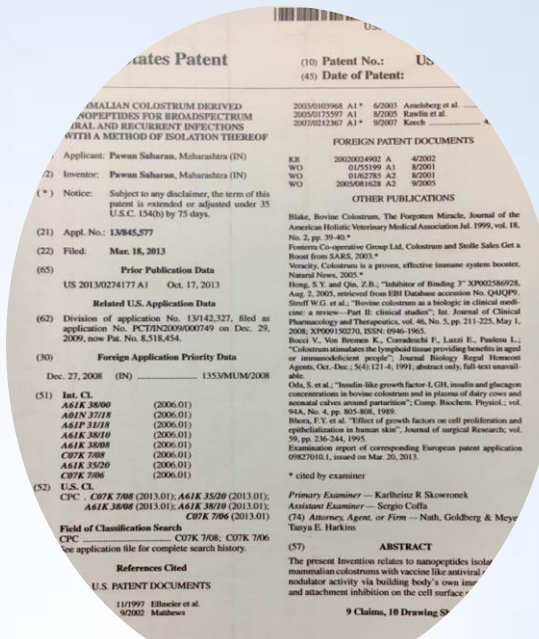 tates Patent
(10) Patent No.: US
(45) Date of Patent:
MALIAN COLOSTRUM DERIVED
NOPEPTIDES FOR BROADSPECTRUM
IRAL AND RECURRENT INFECTIONS
WITH A METHOD OF ISOLATION THEREOF
Applicant: Pawan Saharan, Maharashtra (IN)
/2) Inventor: Pawan Saharan, Maharashtra (IN)
( * ) Notice: Subject to any disclaimer, the term of this
patent is extended or adjusted under 35
U.S.C. 154(b) by 75 days.
(21) Appl. No.: 13/845,577
(22) Filed: Mar. 18, 2013
(65) Prior Publication Data
US 2013/0274177 A1 Oct. 17, 2013
Related U.S. Application Data
(62) Division of application No. 13/142,327, filed as
application No. PCT/IN2009/000749 on Dec. 29,
2009, now Pat. No. 8,518,454.
(30) Foreign Application Priority Data
Dec. 27, 2008 (IN) 1353/MUM/2008
(51) Int. Cl.
A61K 38/00 (2006.01)
A01N 37/18 (2006.01)
A61P 31/18 (2006.01)
A61K 38/10 (2006.01)
A61K 38/08 (2006.01)
C07K 7/08 (2006.01)
A61K 35/20 (2006.01)
C07K 7/06 (2006.01)
(52) U.S. Cl.
CPC . C07K 7/08 (2013.01); A61K 35/20 (2013.01);
A61K 38/08 (2013.01); A61K 38/10 (2013.01);
C07K 7/06 (2013.01)
Field of Classification Search
CPC C07K 7/08; C07K 7/06
See application file for complete search history.
References Cited
U.S. PATENT DOCUMENTS
11/1997 Ellmeier et al.
9/2002 Matthews
2003/0103968 A1* 6/2003 Amelsberg et al.
2005/0175597 A1 8/2005 Rawlin et al.
2007/0212367 A1* 9/2007 Keech 4
FOREIGN PATENT DOCUMENTS
KR 20020024902 A 4/2002
WO 01/55199 A1 8/2001
WO 01/62785 A2 8/2001
WO 2005/081628 A2 9/2005
OTHER PUBLICATIONS
Blake, Bovine Colostrum, The Forgotten Miracle, Journal of the
American Holistic Veterinary Medical Association Jul. 1999, vol. 18,
No. 2, pp. 39-40.*
Fonterra Co-operative Group Ltd, Colostrum and Stolle Sales Get a
Boost from SARS, 2003.*
Veracity, Colostrum is a proven, effective immune system booster,
Natural News, 2005.*
Hong, S.Y. and Qin, Z.B.; "Inhibitor of Binding 3" XP002586928,
Aug. 2, 2005, retrieved from EBI Database accession No. Q4JQP9.
Struff W.G. et al.; "Bovine colostrum as a biologic in clinical medi-
cine: a review—Part II: clinical studies"; Int. Journal of Clinical
Pharmacology and Therapeutics, vol. 46, No. 5, pp. 211-225, May 1,
2008; XP009150270, ISSN: 0946-1965.
Bocci V., Von Bremen K., Corradeschi F., Luzzi E., Paulesu L.;
"Colostrum stimulates the lymphoid tissue providing benefits in aged
or immunodeficient people"; Journal Biology Regul Homeost
Agents, Oct.-Dec.; 5(4):121-4; 1991; abstract only, full-text unavail-
able.
Oda, S. et al.; "Insulin-like growth factor-I, GH, insulin and glucagon
concentrations in bovine colostrum and in plasma of dairy cows and
neonatal calves around parturition"; Comp. Biochem. Physiol.; vol.
94A, No. 4, pp. 805-808, 1989.
Bhora, F.Y. et al. "Effect of growth factors on cell proliferation and
epithelialization in human skin", Journal of surgical Research; vol.
59, pp. 236-244, 1995.
Examination report of corresponding European patent application
09827010.1, issued on Mar. 20, 2013.
* cited by examiner
Primary Examiner — Karlheinz R Skowronek
Assistant Examiner — Sergio Coffa
(74) Attorney, Agent, or Firm — Nath, Goldberg & Meye
Tanya E. Harkins
(57) ABSTRACT
The present Invention relates to nanopeptides isola
mammalian colostrums with vaccine like antiviral
nodulator activity via building body's own im
and attachment inhibition on the cell surface
9 Claims, 10 Drawing Sh